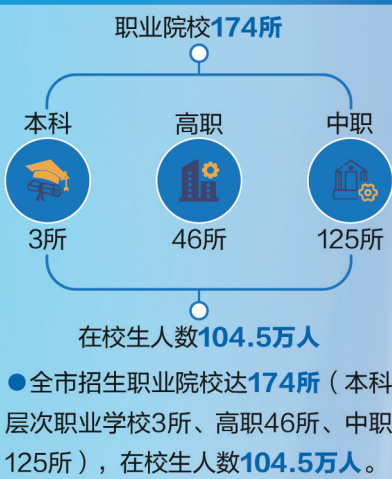 职业院校174所
本科 高职 中职
3所 46所 125所
在校生人数104.5万人
●全市招生职业院校达174所（本科
层次职业学校3所、高职46所、中职
125所），在校生人数104.5万人。